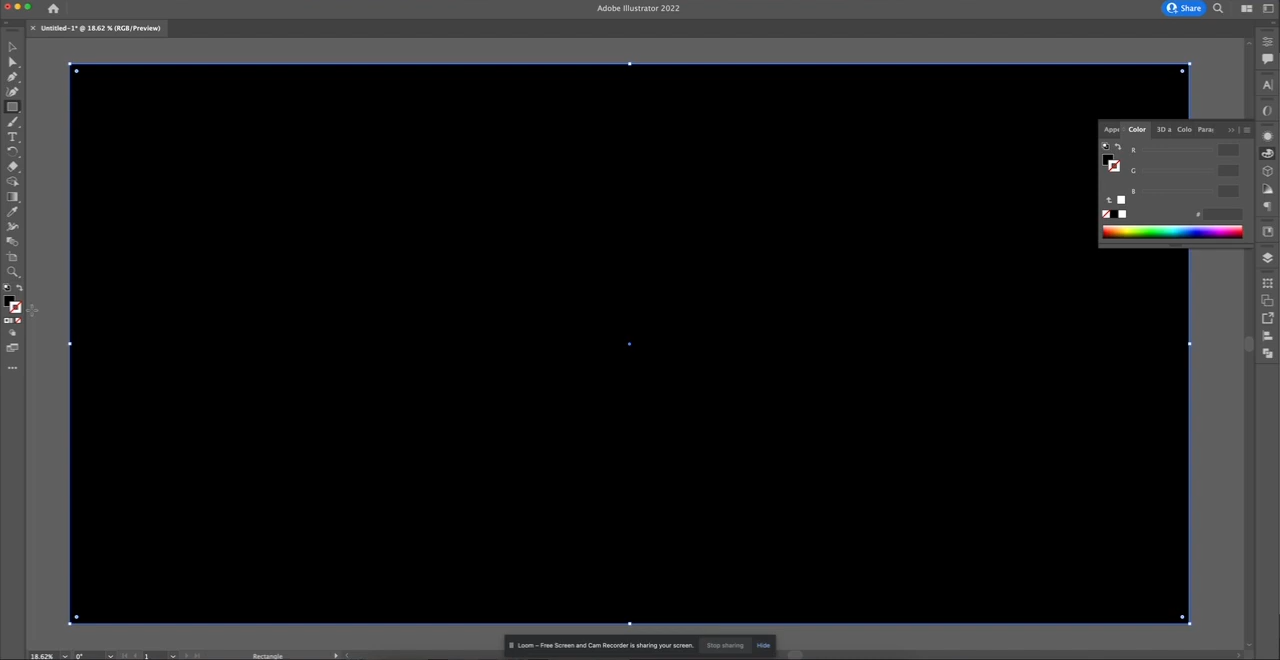 Adobe Illustrator 2022
Share
Untitled-1* @ 18.62 % (RGB/Preview)
Appe
Color
3D a
Colo
Para
R
G
B
#
T
A
Loom – Free Screen and Cam Recorder is sharing your screen.
Stop sharing
Hide
18.62%
0°
1
Rectangle